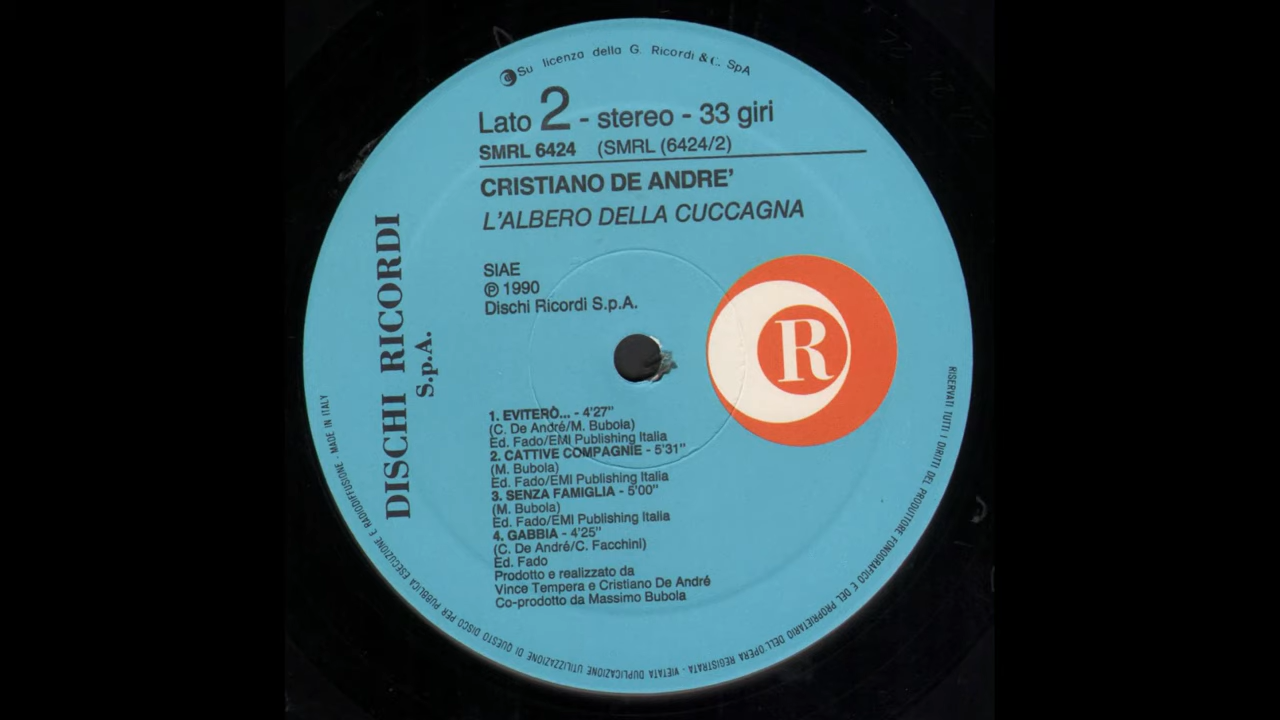 Su licenza della G. Ricordi & C. SpA
Lato 2 - stereo - 33 giri
SMRL 6424 (SMRL (6424/2)
CRISTIANO DE ANDRE'
L'ALBERO DELLA CUCCAGNA
SIAE
℗ 1990
Dischi Ricordi S.p.A.
DISCHI RICORDI
S.p.A.
R
1. EVITERÒ... - 4'27"
(C. De André/M. Bubola)
Ed. Fado/EMI Publishing Italia
2. CATTIVE COMPAGNIE - 5'31"
(M. Bubola)
Ed. Fado/EMI Publishing Italia
3. SENZA FAMIGLIA - 5'00"
(M. Bubola)
Ed. Fado/EMI Publishing Italia
4. GABBIA - 4'25"
(C. De André/C. Facchini)
Ed. Fado
Prodotto e realizzato da
Vince Tempera e Cristiano De André
Co-prodotto da Massimo Bubola
RISERVATI TUTTI I DIRITTI DEL PRODUTTORE FONOGRAFICO E DEL PROPRIETARIO DELL'OPERA REGISTRATA - VIETATA DUPLICAZIONE UTILIZZAZIONE DI QUESTO DISCO PER PUBBLICA ESECUZIONE E RADIODIFFUSIONE - MADE IN ITALY